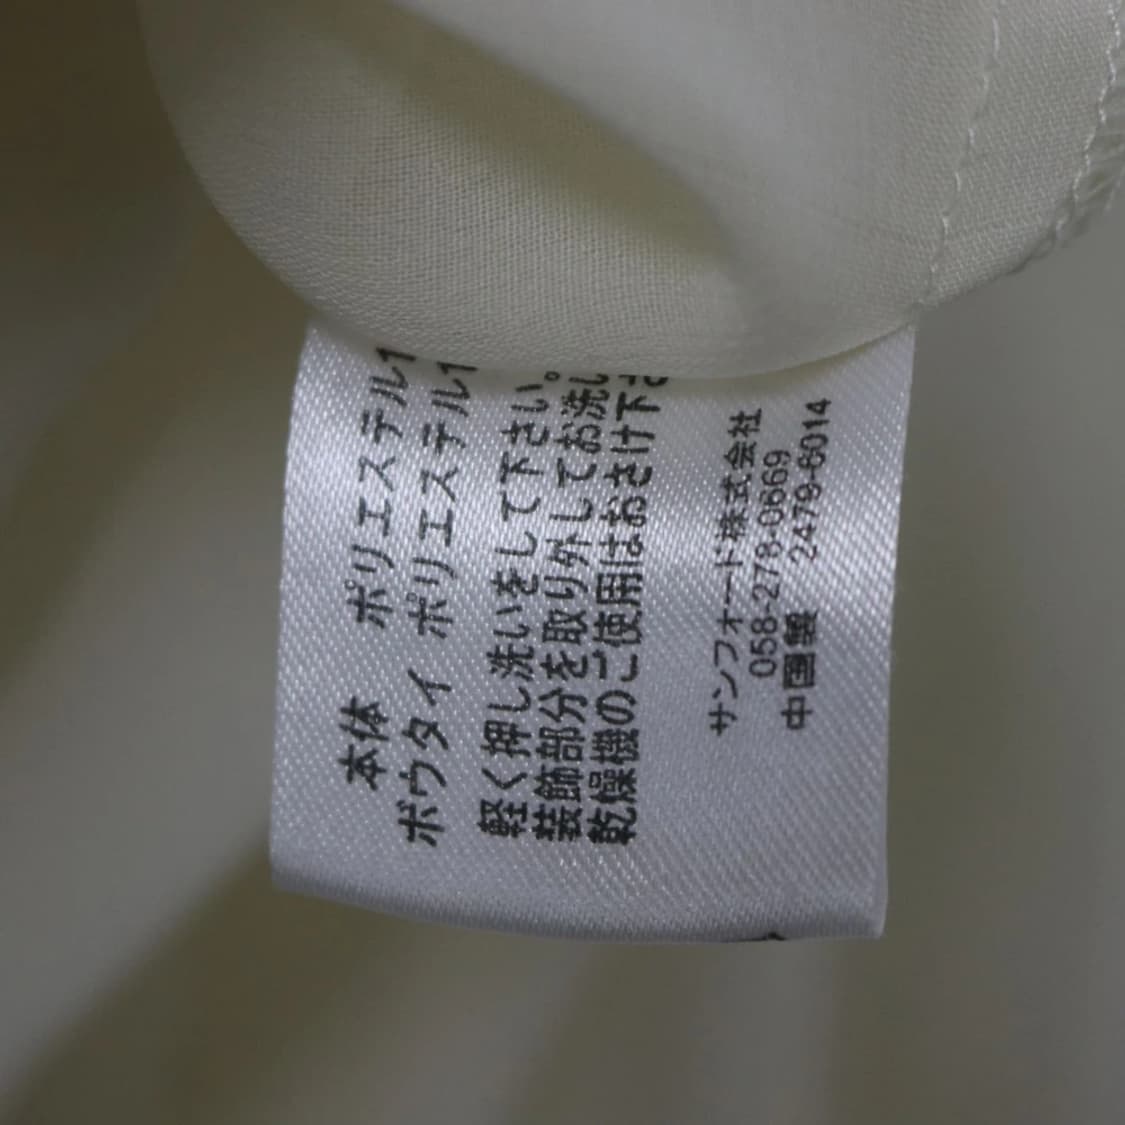 本体 ポリエステル1
ボウタイ ポリエステル1
軽く押し洗いをして下さい。
装飾部分を取り外してお洗し
乾燥機のご使用はおさけ下さ
サンフォード株式会社
058-278-0669
中国製 2479-6014